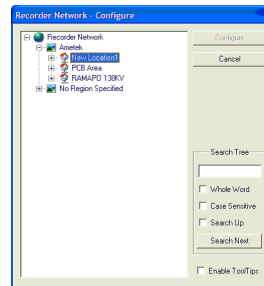 Recorder Network - Configure
Recorder Network
Ametek
New Location1
PCB Area
RAMAPO 138KV
No Region Specified
Configure
Cancel
Search Tree
Whole Word
Case Sensitive
Search Up
Search Next
Enable ToolTips